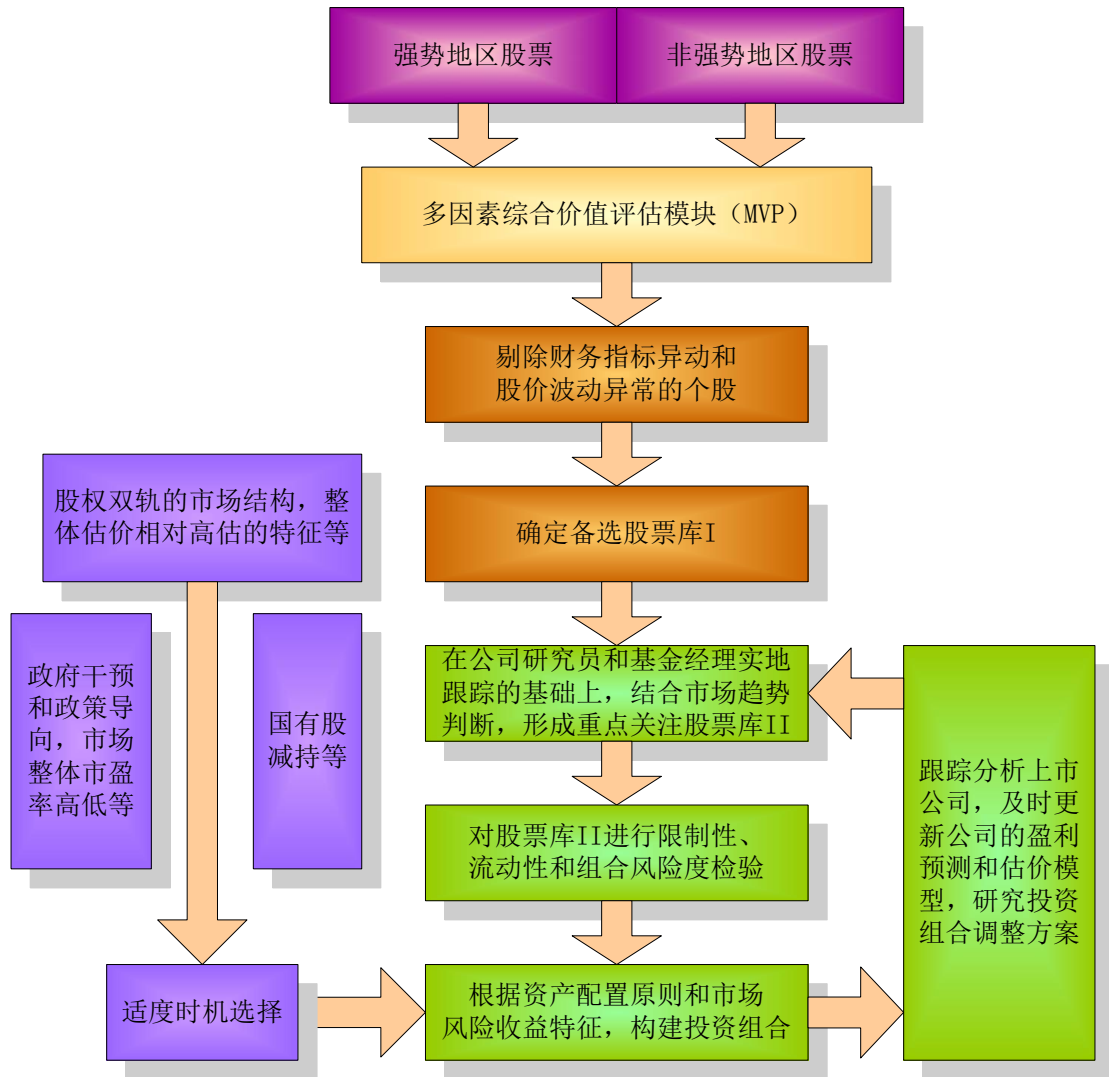 强势地区股票
非强势地区股票
多因素综合价值评估模块（MVP）
剔除财务指标异动和
股价波动异常的个股
股权双轨的市场结构，整
体估价相对高估的特征等
确定备选股票库I
政府干预
和政策导
向，市场
整体市盈
率高低等
国有股
减持等
在公司研究员和基金经理实地
跟踪的基础上，结合市场趋势
判断，形成重点关注股票库II
跟踪分析上市
公司，及时更
新公司的盈利
预测和估价模
型，研究投资
组合调整方案
对股票库II进行限制性、
流动性和组合风险度检验
适度时机选择
根据资产配置原则和市场
风险收益特征，构建投资组合